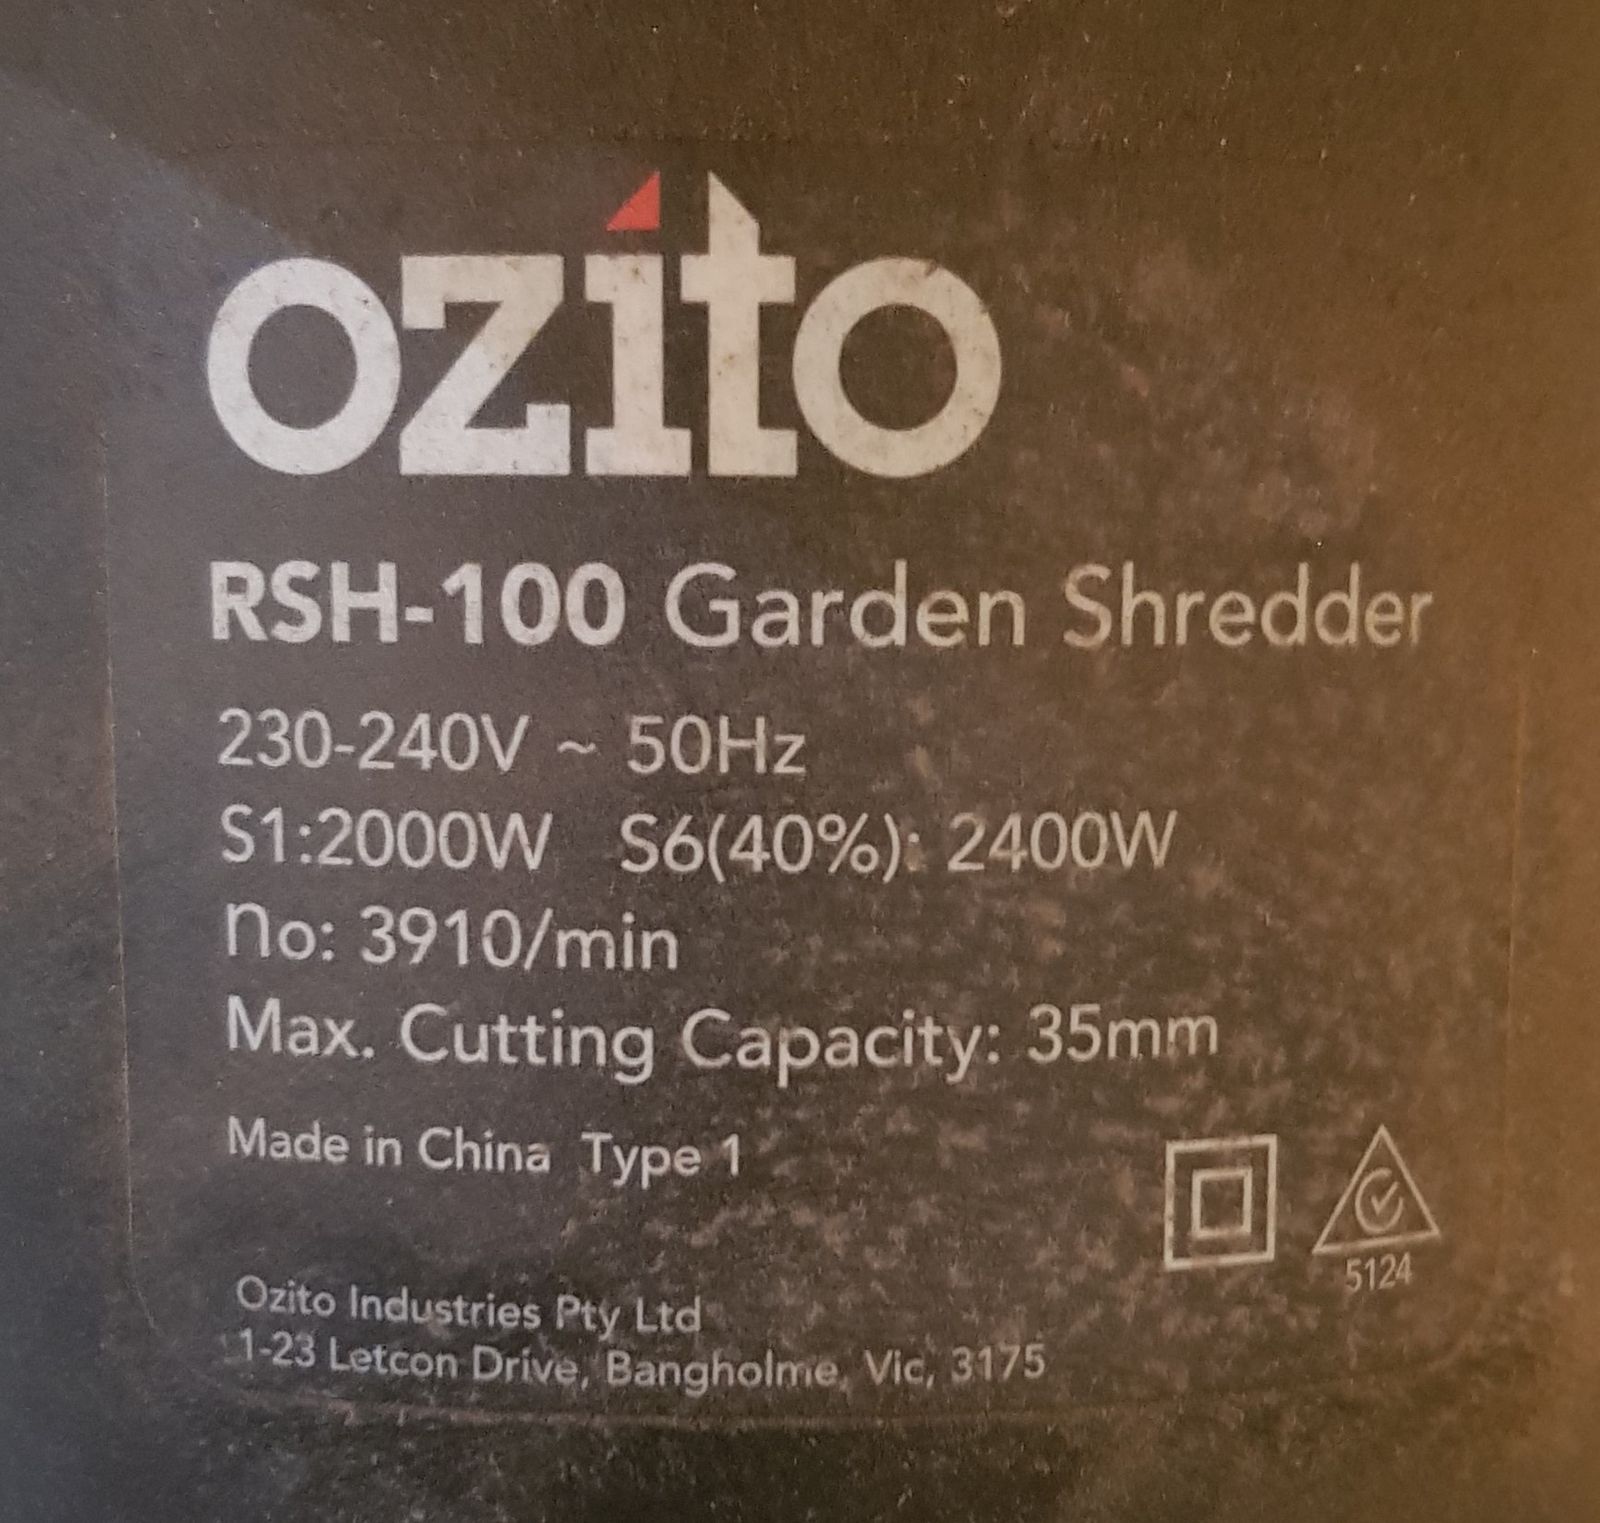 ozito
RSH-100 Garden Shredder
230-240V ~ 50Hz
S1:2000W S6(40%): 2400W
no: 3910/min
Max. Cutting Capacity: 35mm
Made in China Type 1
5124
Ozito Industries Pty Ltd
1-23 Letcon Drive, Bangholme, Vic, 3175